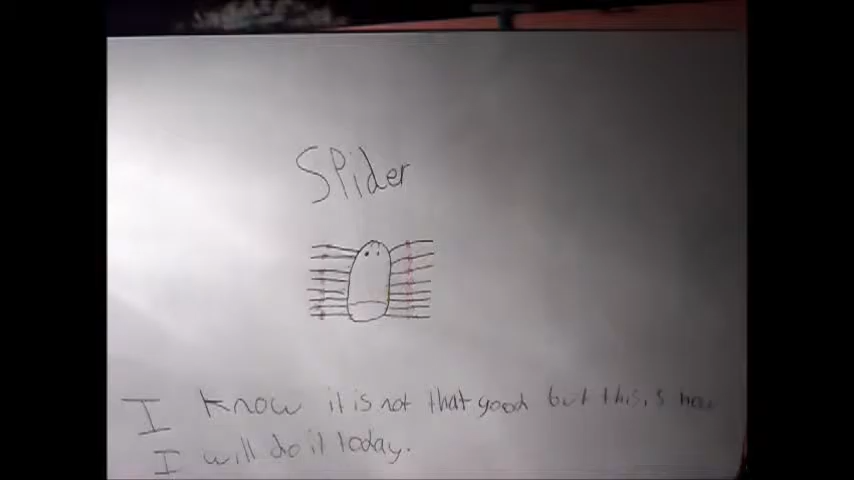 Spider
I know it is not that good but this is how
I will do it today.